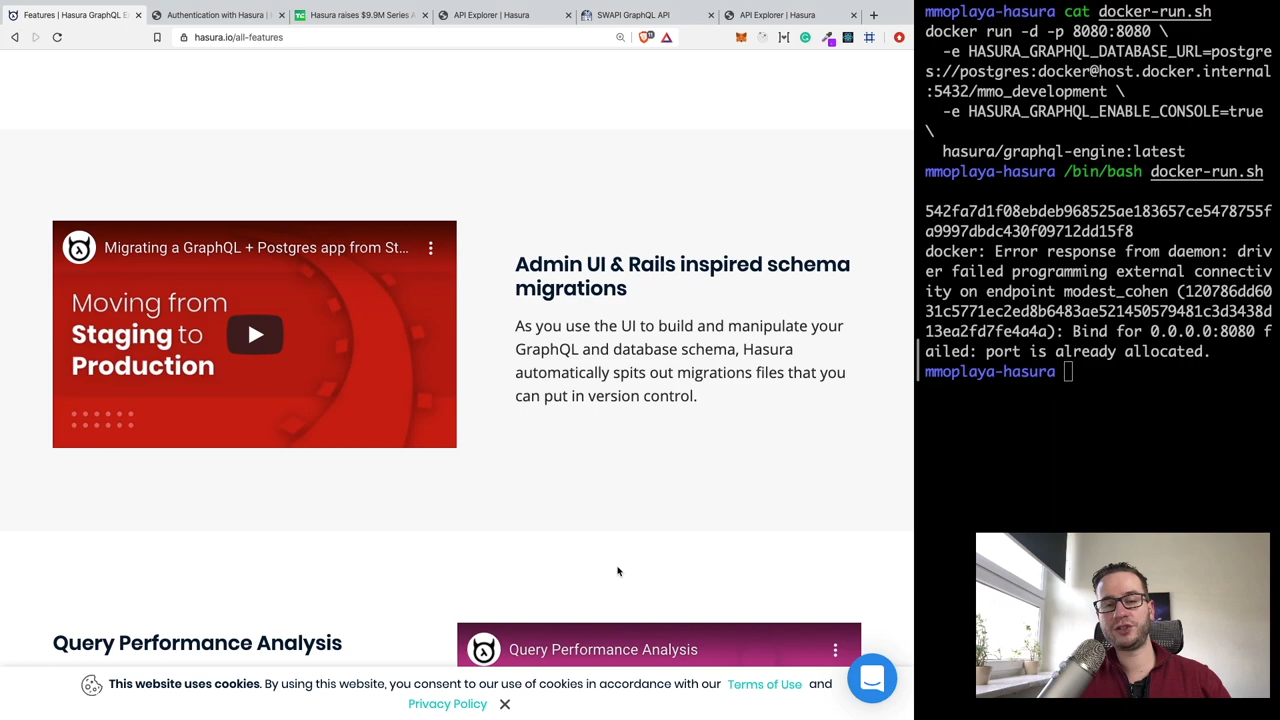 Features | Hasura GraphQL E
Authentication with Hasura |
Hasura raises $9.9M Series A
API Explorer | Hasura
SWAPI GraphQL API
API Explorer | Hasura
hasura.io/all-features
Migrating a GraphQL + Postgres app from St...
Moving from
Staging to
Production
Admin UI & Rails inspired schema
migrations
As you use the UI to build and manipulate your
GraphQL and database schema, Hasura
automatically spits out migrations files that you
can put in version control.
Query Performance Analysis
Query Performance Analysis
This website uses cookies. By using this website, you consent to our use of cookies in accordance with our Terms of Use and
Privacy Policy
mmoplaya-hasura cat docker-run.sh
docker run -d -p 8080:8080 \
-e HASURA_GRAPHQL_DATABASE_URL=postgre
s://postgres:docker@host.docker.internal
:5432/mmo_development \
-e HASURA_GRAPHQL_ENABLE_CONSOLE=true
\
hasura/graphql-engine:latest
mmoplaya-hasura /bin/bash docker-run.sh
542fa7d1f08ebdeb968525ae183657ce5478755f
a9997dbdc430f09712dd15f8
docker: Error response from daemon: driv
er failed programming external connectiv
ity on endpoint modest_cohen (120786dd60
31c5771ec2ed8b6483ae521450579481c3d3438d
13ea2fd7fe4a4a): Bind for 0.0.0.0:8080 f
ailed: port is already allocated.
mmoplaya-hasura